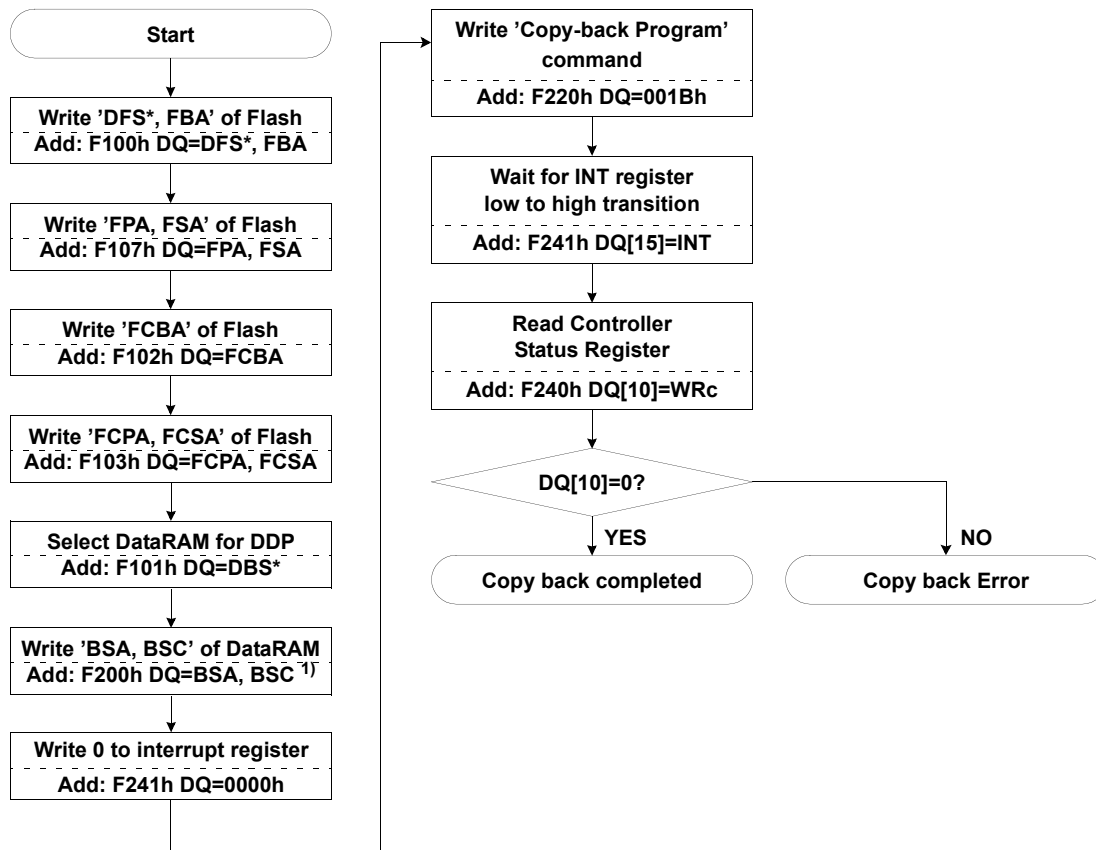 Start
Write ’DFS*, FBA’ of Flash
Add: F100h DQ=DFS*, FBA
Write ’FPA, FSA’ of Flash
Add: F107h DQ=FPA, FSA
Write ’FCBA’ of Flash
Add: F102h DQ=FCBA
Write ’FCPA, FCSA’ of Flash
Add: F103h DQ=FCPA, FCSA
Select DataRAM for DDP
Add: F101h DQ=DBS*
Write ’BSA, BSC’ of DataRAM
Add: F200h DQ=BSA, BSC 1)
Write 0 to interrupt register
Add: F241h DQ=0000h
Write ’Copy-back Program’
command
Add: F220h DQ=001Bh
Wait for INT register
low to high transition
Add: F241h DQ[15]=INT
Read Controller
Status Register
Add: F240h DQ[10]=WRc
DQ[10]=0?
YES
NO
Copy back completed
Copy back Error